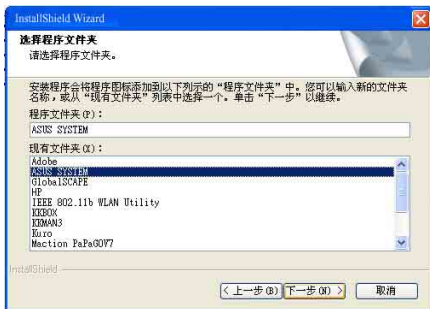 InstallShield Wizard
选择程序文件夹
请选择程序文件夹。
安装程序会将程序图标添加到以下列示的“程序文件夹”中。您可以输入新的文件夹
名称，或从“现有文件夹”列表中选择一个。单击“下一步”以继续。
程序文件夹(P)：
ASUS SYSTEM
现有文件夹(X)：
Adobe
ASUS SYSTEM
GlobalSCAPE
HP
IEEE 802.11b WLAN Utility
KKBOX
KKMAN3
Kuro
Maction PaPaGOV7
InstallShield
< 上一步(B)
下一步(N) >
取消